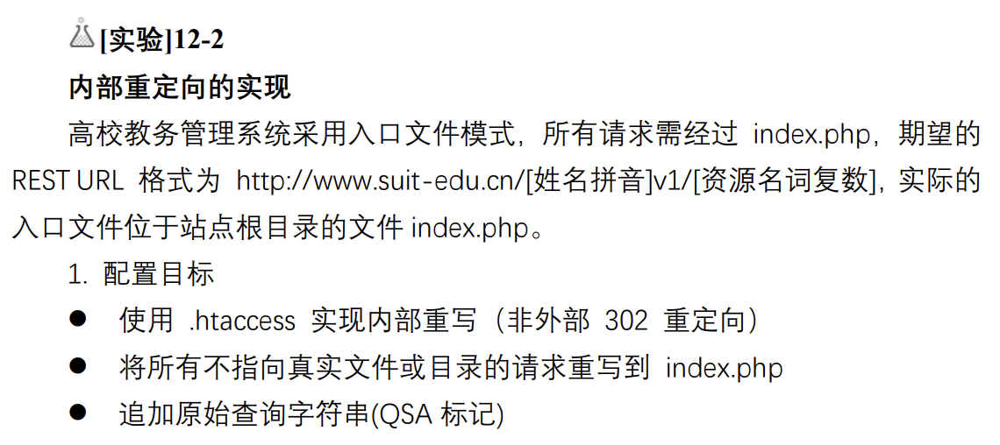 [实验]12-2
内部重定向的实现
高校教务管理系统采用入口文件模式，所有请求需经过 index.php，期望的
REST URL 格式为 http://www.suit-edu.cn/[姓名拼音]v1/[资源名词复数], 实际的
入口文件位于站点根目录的文件 index.php。
1. 配置目标
● 使用 .htaccess 实现内部重写（非外部 302 重定向）
● 将所有不指向真实文件或目录的请求重写到 index.php
● 追加原始查询字符串(QSA 标记)